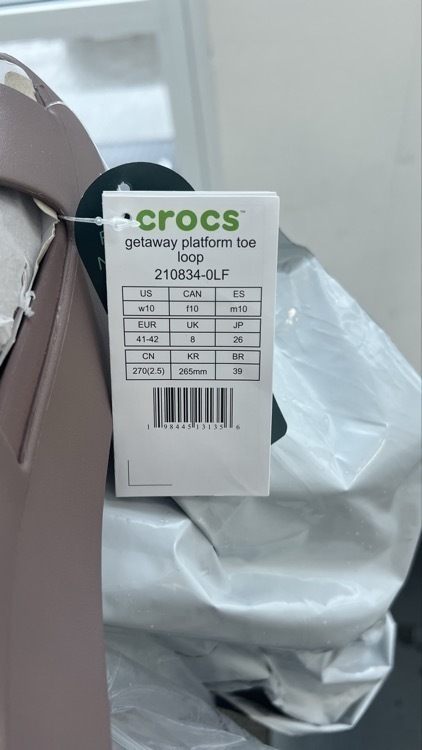 crocs™
getaway platform toe
loop
210834-0LF
US CAN ES
w10 f10 m10
EUR UK JP
41-42 8 26
CN KR BR
270(2.5) 265mm 39
1 98445 13135 6